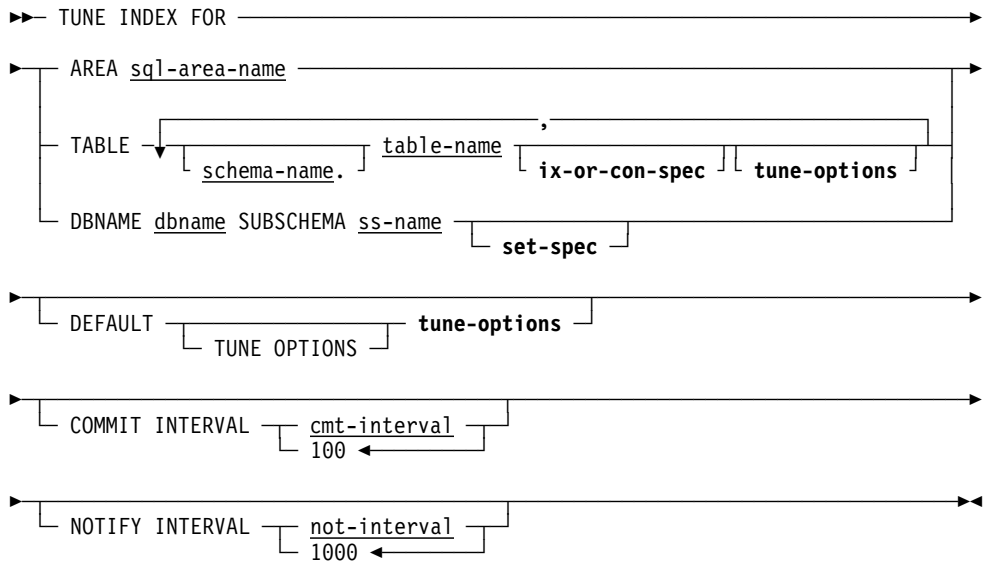 TUNE INDEX FOR
AREA sql-area-name
,
TABLE schema-name. table-name ix-or-con-spec tune-options
DBNAME dbname SUBSCHEMA ss-name
set-spec
DEFAULT tune-options
TUNE OPTIONS
COMMIT INTERVAL cmt-interval
100
NOTIFY INTERVAL not-interval
1000